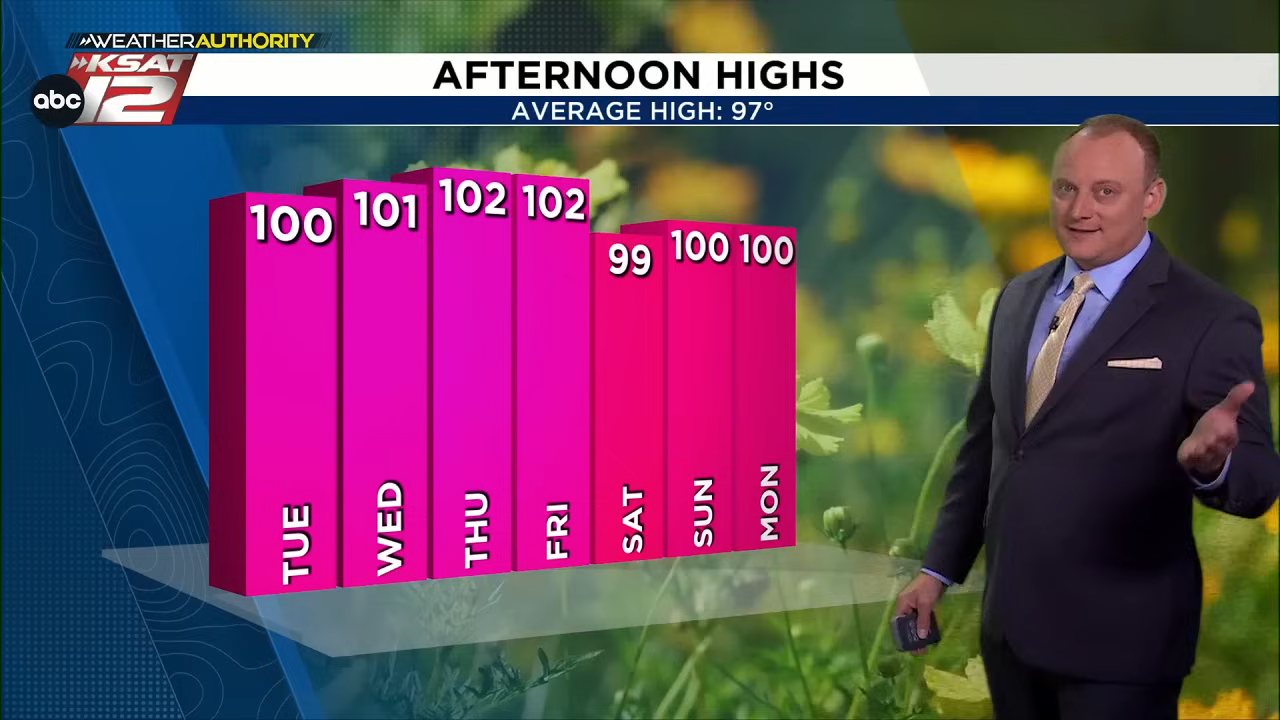 WEATHERAUTHORITY
KSAT
abc
12
AFTERNOON HIGHS
AVERAGE HIGH: 97°
100
101
102
102
99
100
100
TUE
WED
THU
FRI
SAT
SUN
MON